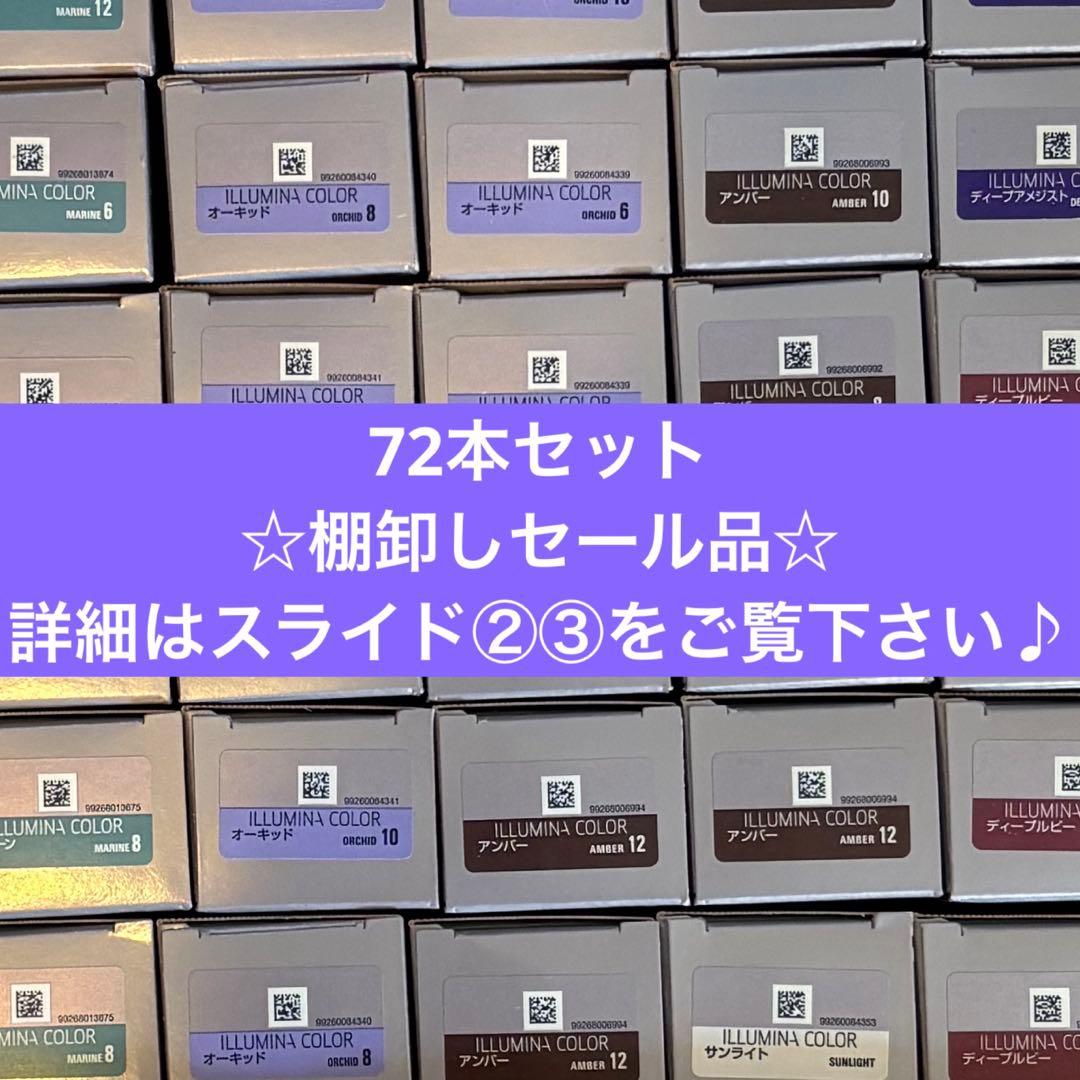 MARINE 12
99268013874
MINA COLOR
MARINE 6
99260084340
ILLUMINA COLOR
オーキッド
ORCHID 8
99260084339
ILLUMINA COLOR
オーキッド
ORCHID 6
99268006993
ILLUMINA COLOR
アンバー
AMBER 10
ILLUMINA C
ディープアメジスト
DE
99260084341
ILLUMINA COLOR
99260084339
ILLUMINA COLOR
99268006992
ILLUMINA COLOR
ILLUMINA C
ディープルビー
72本セット
☆棚卸しセール品☆
詳細はスライド②③をご覧下さい♪
LLUMINA COLOR
ーン
MARINE 8
99260084341
ILLUMINA COLOR
オーキッド
ORCHID 10
99268006994
ILLUMINA COLOR
アンバー
AMBER 12
99268006994
ILLUMINA COLOR
アンバー
AMBER 12
ILLUMINA
ディープルビー
99268013875
MINA COLOR
MARINE 8
99260084340
ILLUMINA COLOR
オーキッド
ORCHID 8
99268006994
ILLUMINA COLOR
アンバー
AMBER 12
99260084353
ILLUMINA COLOR
サンライト
SUNLIGHT
ILLUMINA
ディープルビー